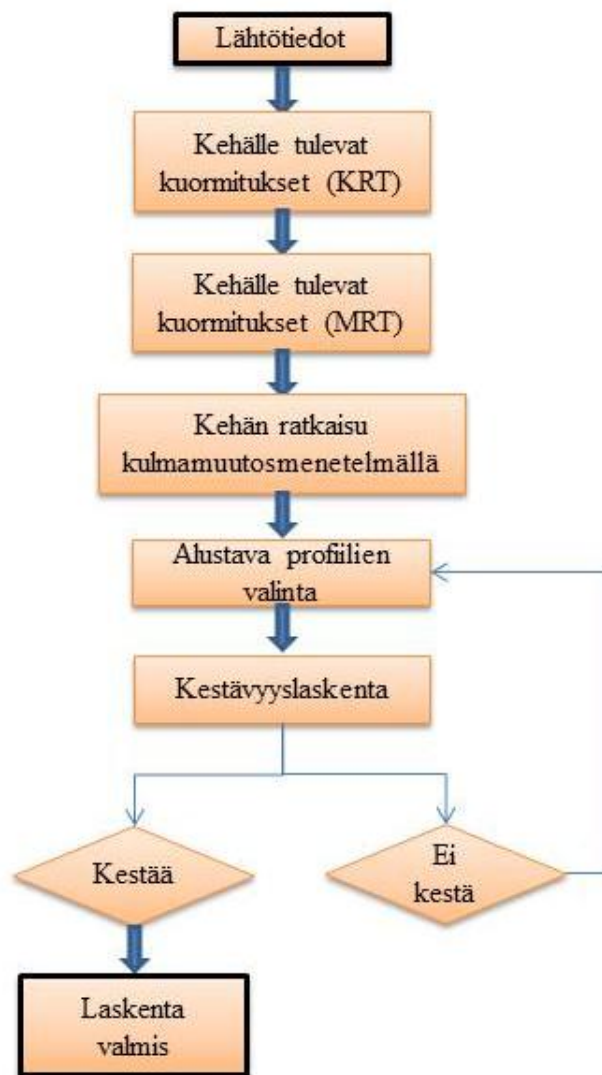 Lähtötiedot
Kehälle tulevat
kuormitukset (KRT)
Kehälle tulevat
kuormitukset (MRT)
Kehän ratkaisu
kulmamuutosmenetelmällä
Alustava profiilien
valinta
Kestävyyslaskenta
Kestää
Ei
kestä
Laskenta
valmis